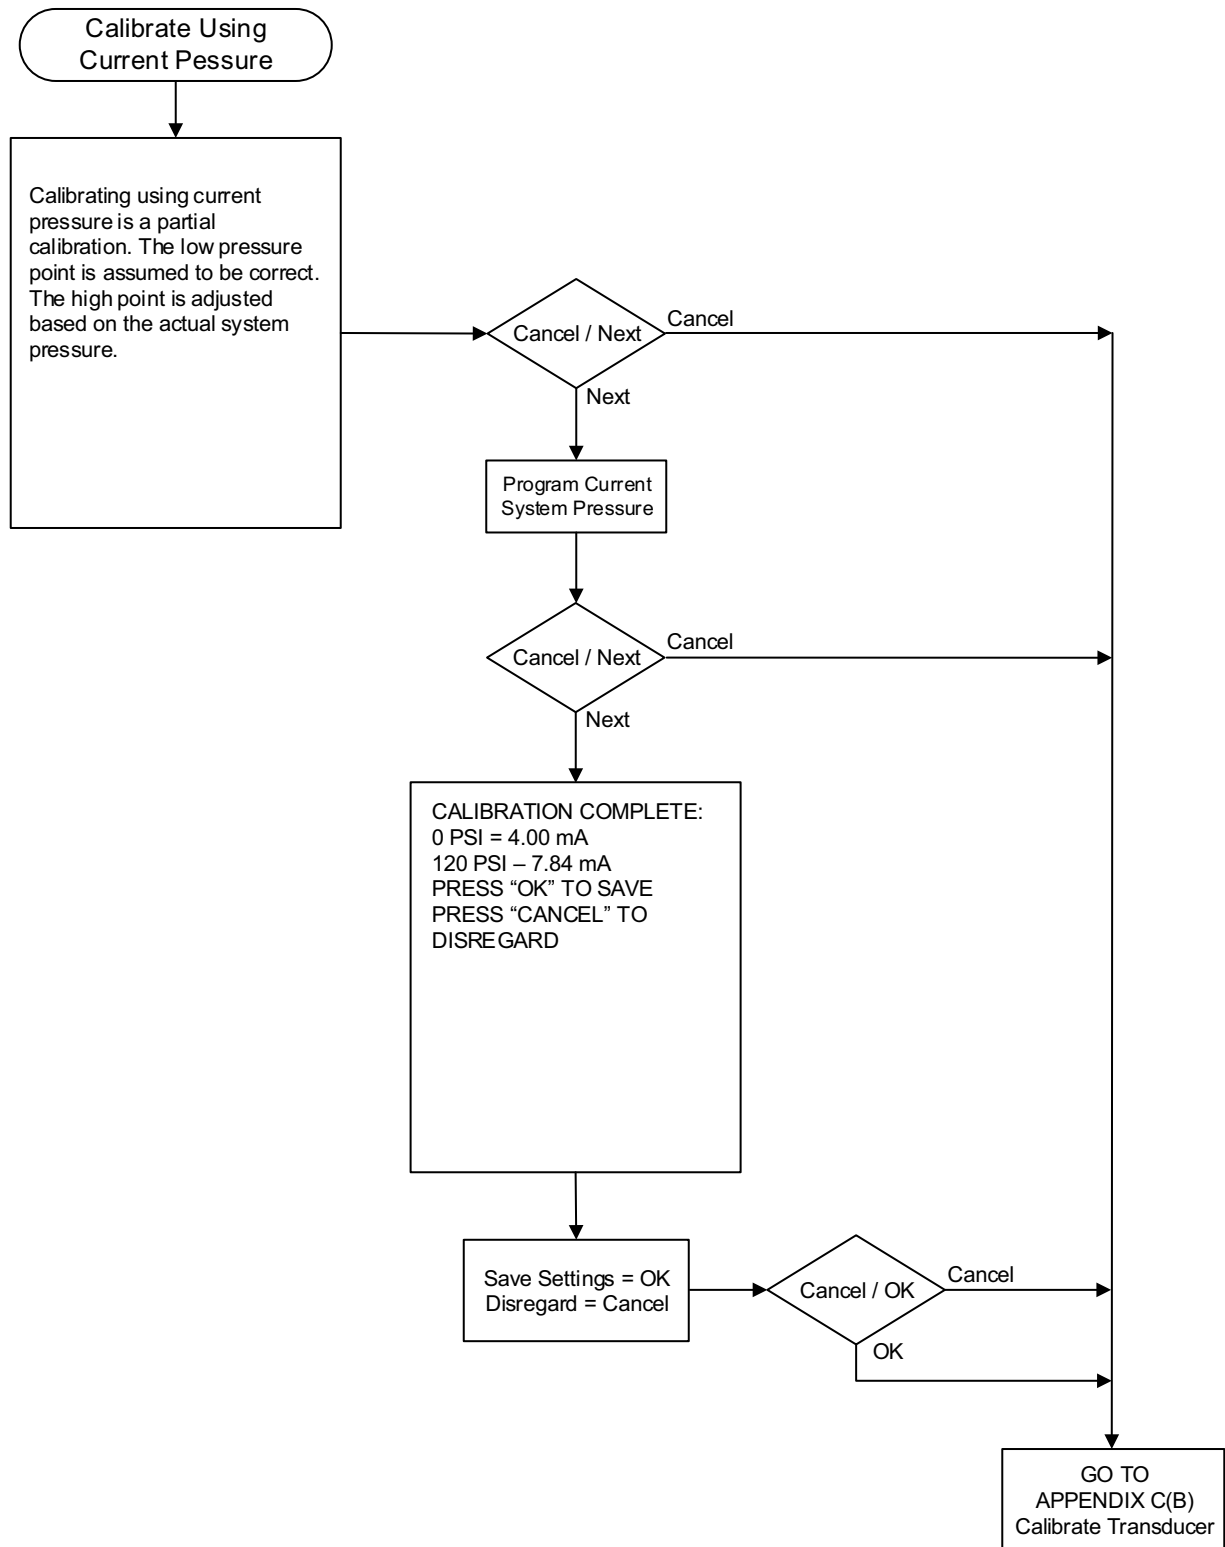 Calibrate Using
Current Pessure
Calibrating using current
pressure is a partial
calibration. The low pressure
point is assumed to be correct.
The high point is adjusted
based on the actual system
pressure.
Cancel / Next
Cancel
Next
Program Current
System Pressure
Cancel / Next
Cancel
Next
CALIBRATION COMPLETE:
0 PSI = 4.00 mA
120 PSI – 7.84 mA
PRESS “OK” TO SAVE
PRESS “CANCEL” TO
DISREGARD
Save Settings = OK
Disregard = Cancel
Cancel / OK
Cancel
OK
GO TO
APPENDIX C(B)
Calibrate Transducer